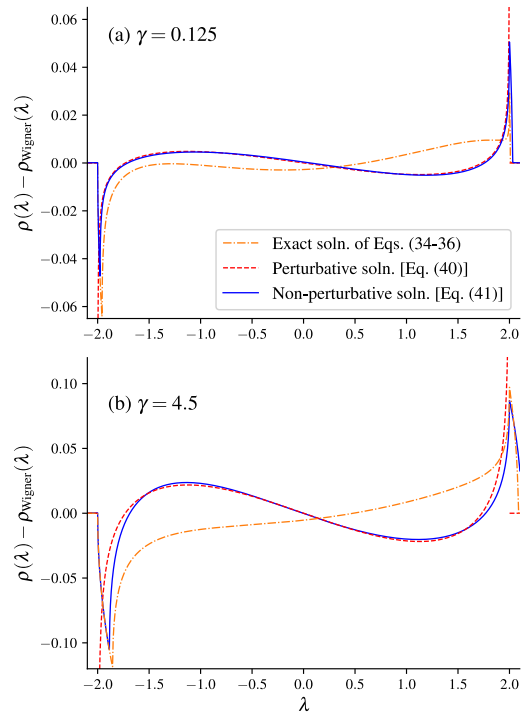 (a) γ = 0.125
0.06
0.04
0.02
0.00
−0.02
−0.04
−0.06
ρ(λ) − ρWigner(λ)
Exact soln. of Eqs. (34-36)
Perturbative soln. [Eq. (40)]
Non-perturbative soln. [Eq. (41)]
−2.0 −1.5 −1.0 −0.5 0.0 0.5 1.0 1.5 2.0
(b) γ = 4.5
0.10
0.05
0.00
−0.05
−0.10
ρ(λ) − ρWigner(λ)
−2.0 −1.5 −1.0 −0.5 0.0 0.5 1.0 1.5 2.0
λ